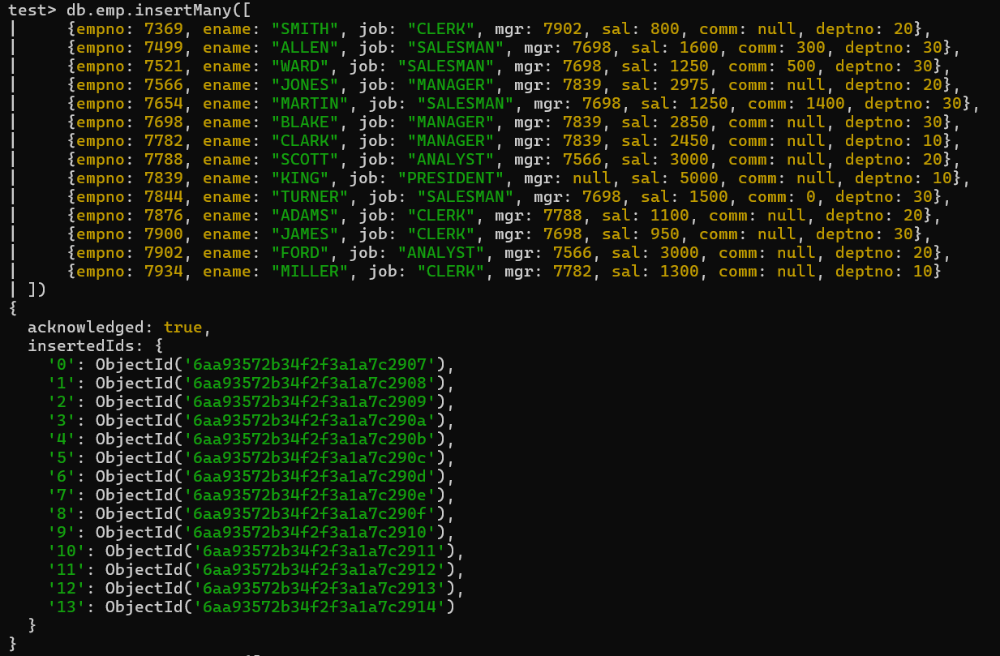 test> db.emp.insertMany([
|     {empno: 7369, ename: "SMITH", job: "CLERK", mgr: 7902, sal: 800, comm: null, deptno: 20},
|     {empno: 7499, ename: "ALLEN", job: "SALESMAN", mgr: 7698, sal: 1600, comm: 300, deptno: 30},
|     {empno: 7521, ename: "WARD", job: "SALESMAN", mgr: 7698, sal: 1250, comm: 500, deptno: 30},
|     {empno: 7566, ename: "JONES", job: "MANAGER", mgr: 7839, sal: 2975, comm: null, deptno: 20},
|     {empno: 7654, ename: "MARTIN", job: "SALESMAN", mgr: 7698, sal: 1250, comm: 1400, deptno: 30},
|     {empno: 7698, ename: "BLAKE", job: "MANAGER", mgr: 7839, sal: 2850, comm: null, deptno: 30},
|     {empno: 7782, ename: "CLARK", job: "MANAGER", mgr: 7839, sal: 2450, comm: null, deptno: 10},
|     {empno: 7788, ename: "SCOTT", job: "ANALYST", mgr: 7566, sal: 3000, comm: null, deptno: 20},
|     {empno: 7839, ename: "KING", job: "PRESIDENT", mgr: null, sal: 5000, comm: null, deptno: 10},
|     {empno: 7844, ename: "TURNER", job: "SALESMAN", mgr: 7698, sal: 1500, comm: 0, deptno: 30},
|     {empno: 7876, ename: "ADAMS", job: "CLERK", mgr: 7788, sal: 1100, comm: null, deptno: 20},
|     {empno: 7900, ename: "JAMES", job: "CLERK", mgr: 7698, sal: 950, comm: null, deptno: 30},
|     {empno: 7902, ename: "FORD", job: "ANALYST", mgr: 7566, sal: 3000, comm: null, deptno: 20},
|     {empno: 7934, ename: "MILLER", job: "CLERK", mgr: 7782, sal: 1300, comm: null, deptno: 10}
| ])
{
  acknowledged: true,
  insertedIds: {
    '0': ObjectId('6aa93572b34f2f3a1a7c2907'),
    '1': ObjectId('6aa93572b34f2f3a1a7c2908'),
    '2': ObjectId('6aa93572b34f2f3a1a7c2909'),
    '3': ObjectId('6aa93572b34f2f3a1a7c290a'),
    '4': ObjectId('6aa93572b34f2f3a1a7c290b'),
    '5': ObjectId('6aa93572b34f2f3a1a7c290c'),
    '6': ObjectId('6aa93572b34f2f3a1a7c290d'),
    '7': ObjectId('6aa93572b34f2f3a1a7c290e'),
    '8': ObjectId('6aa93572b34f2f3a1a7c290f'),
    '9': ObjectId('6aa93572b34f2f3a1a7c2910'),
    '10': ObjectId('6aa93572b34f2f3a1a7c2911'),
    '11': ObjectId('6aa93572b34f2f3a1a7c2912'),
    '12': ObjectId('6aa93572b34f2f3a1a7c2913'),
    '13': ObjectId('6aa93572b34f2f3a1a7c2914')
  }
}